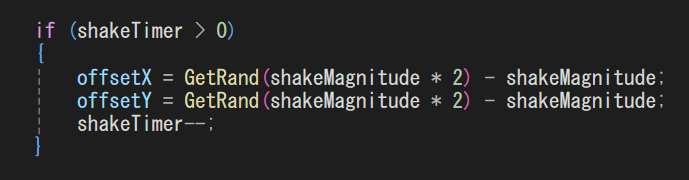 if (shakeTimer > 0)
{
offsetX = GetRand(shakeMagnitude * 2) - shakeMagnitude;
offsetY = GetRand(shakeMagnitude * 2) - shakeMagnitude;
shakeTimer--;
}